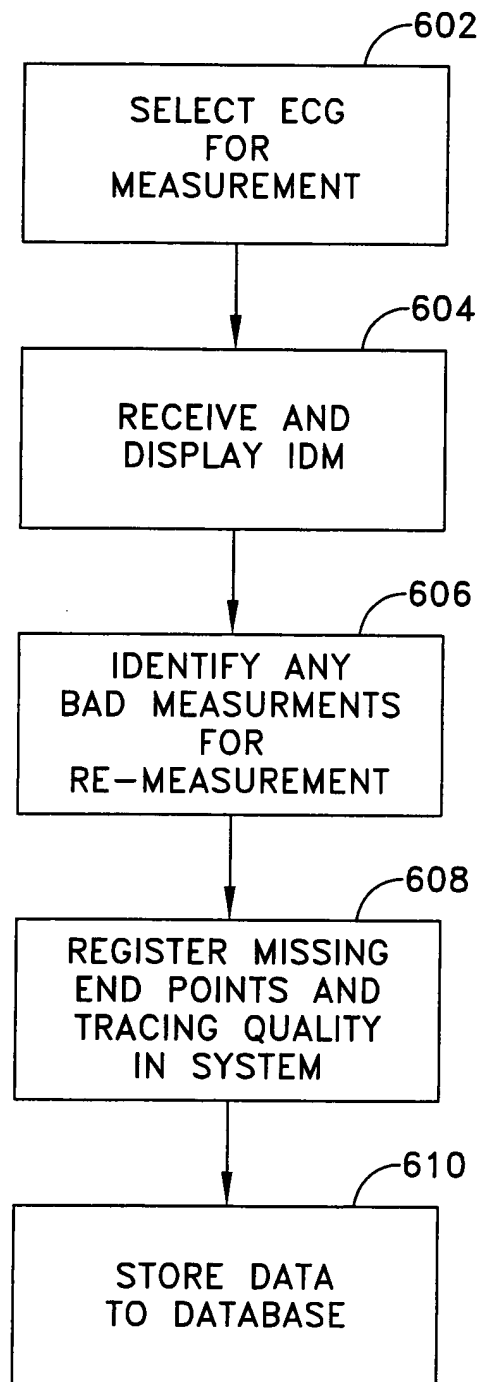 602
SELECT ECG
FOR
MEASUREMENT
604
RECEIVE AND
DISPLAY IDM
606
IDENTIFY ANY
BAD MEASURMENTS
FOR
RE-MEASUREMENT
608
REGISTER MISSING
END POINTS AND
TRACING QUALITY
IN SYSTEM
610
STORE DATA
TO DATABASE